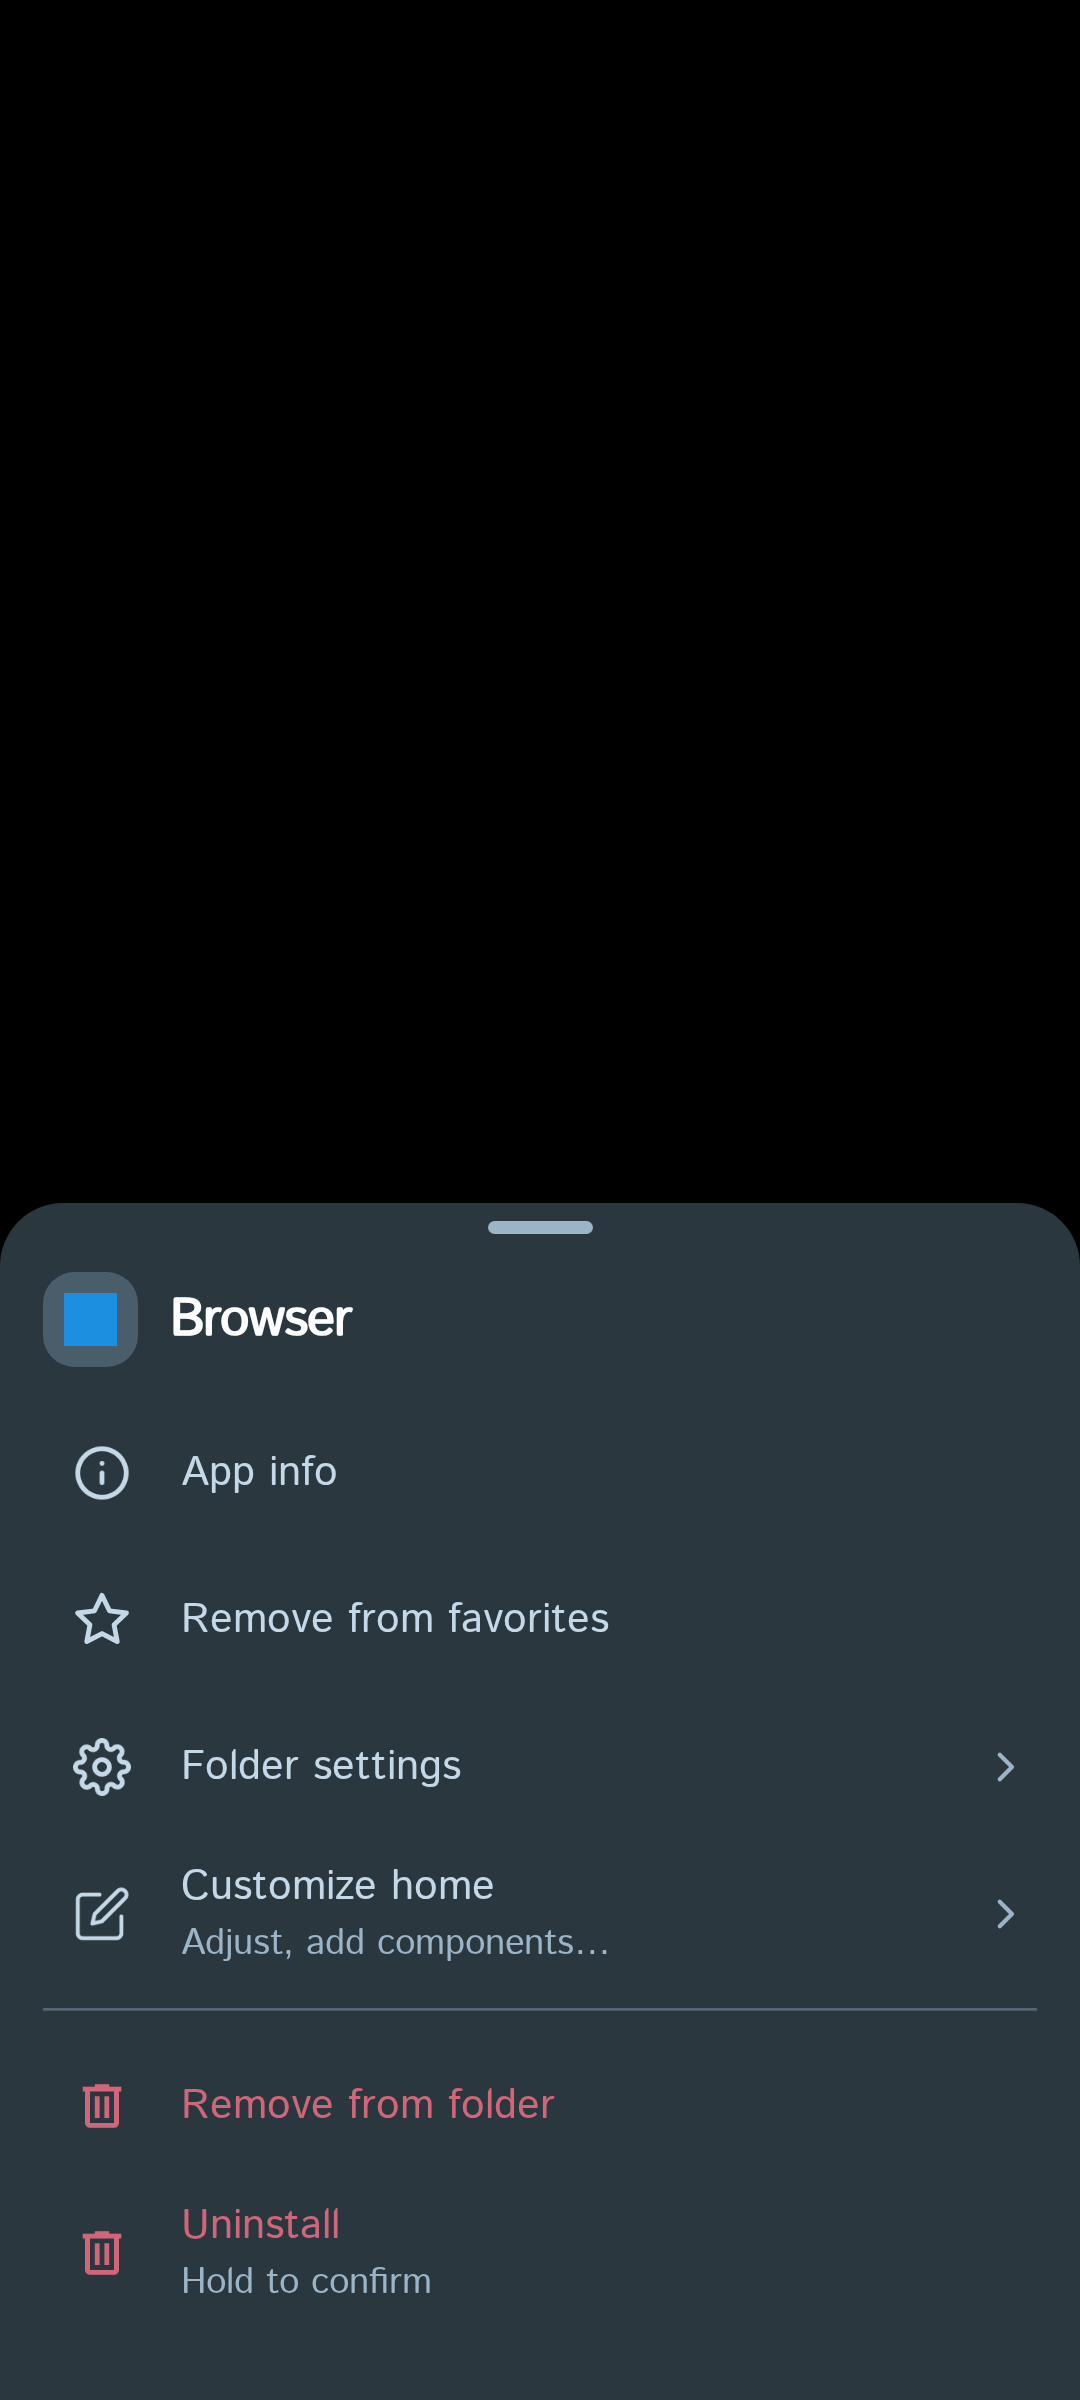 Browser
App info
Remove from favorites
Folder settings
Customize home
Adjust, add components...
Remove from folder
Uninstall
Hold to confirm